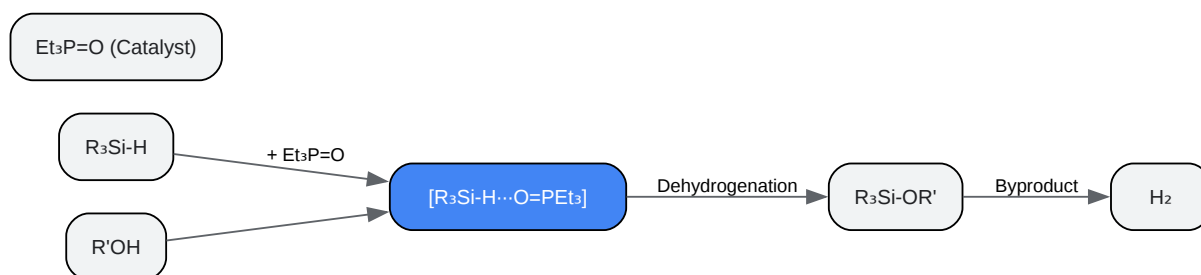 Et₃P=O (Catalyst)
R₃Si-H
+ Et₃P=O
R'OH
[R₃Si-H···O=PEt₃]
Dehydrogenation
R₃Si-OR'
Byproduct
H₂